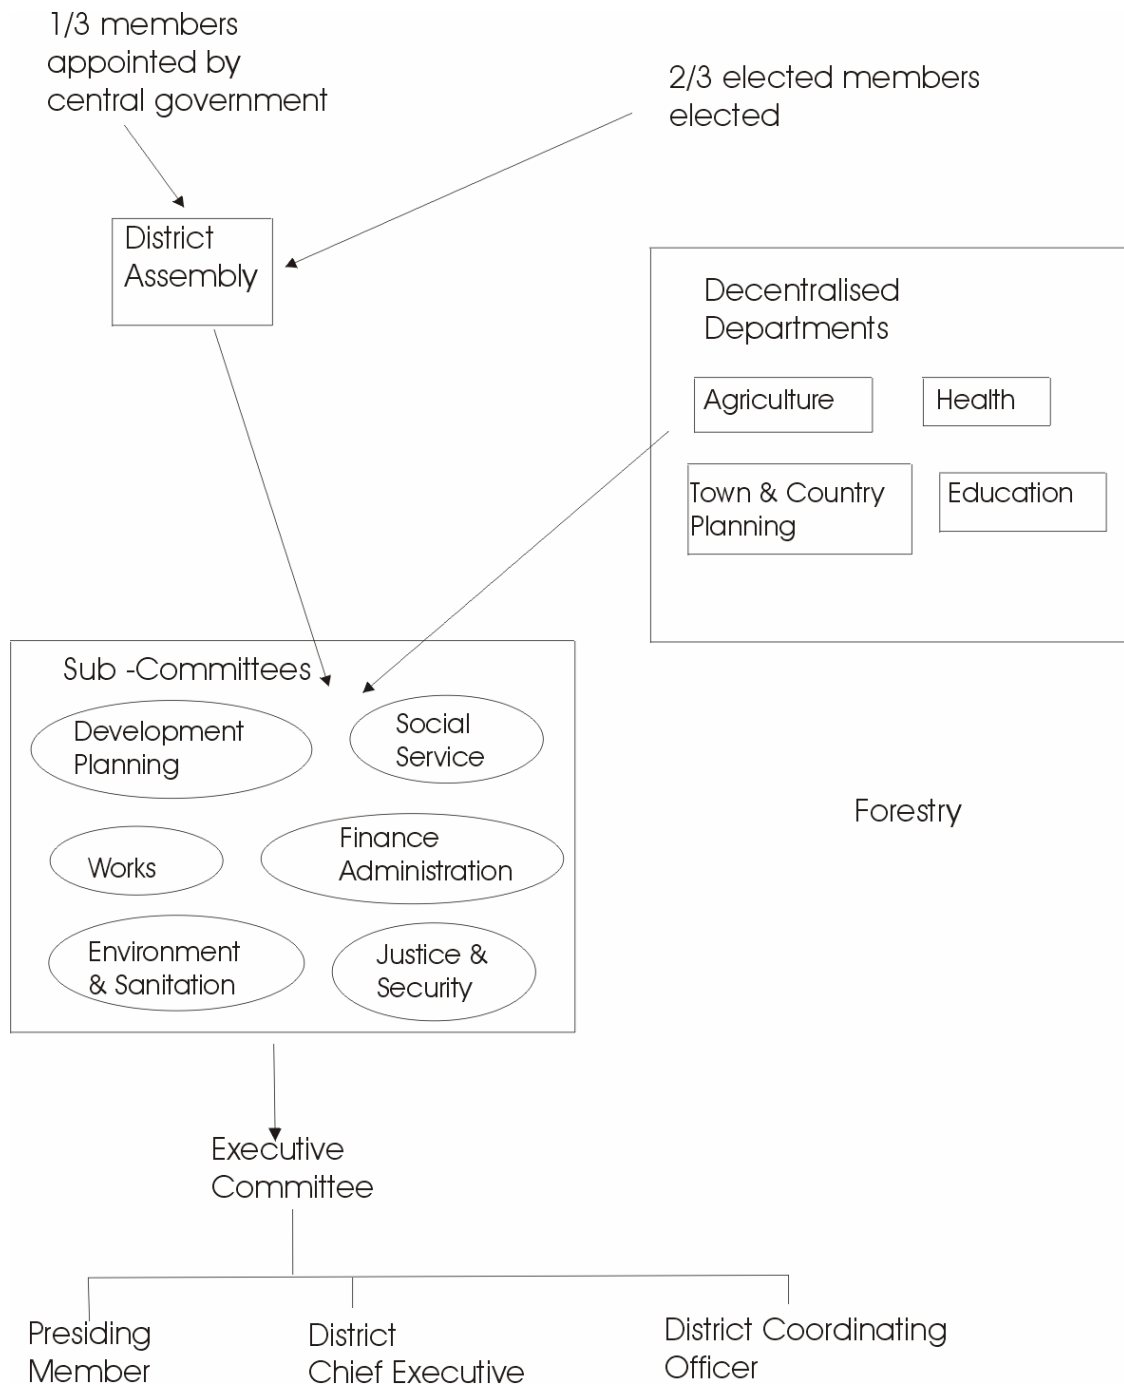 1/3 members
appointed by
central government
2/3 elected members
elected
District
Assembly
Decentralised
Departments
Agriculture
Health
Town & Country
Planning
Education
Sub -Committees
Development
Planning
Social
Service
Works
Finance
Administration
Environment
& Sanitation
Justice &
Security
Forestry
Executive
Committee
Presiding
Member
District
Chief Executive
District Coordinating
Officer